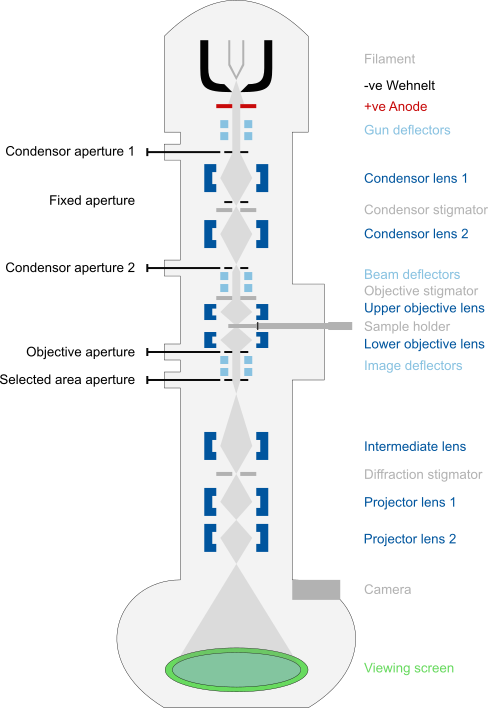 Filament
-ve Wehnelt
+ve Anode
Gun deflectors
Condensor aperture 1
Condensor lens 1
Fixed aperture
Condensor stigmator
Condensor lens 2
Condensor aperture 2
Beam deflectors
Objective stigmator
Upper objective lens
Sample holder
Lower objective lens
Objective aperture
Image deflectors
Selected area aperture
Intermediate lens
Diffraction stigmator
Projector lens 1
Projector lens 2
Camera
Viewing screen